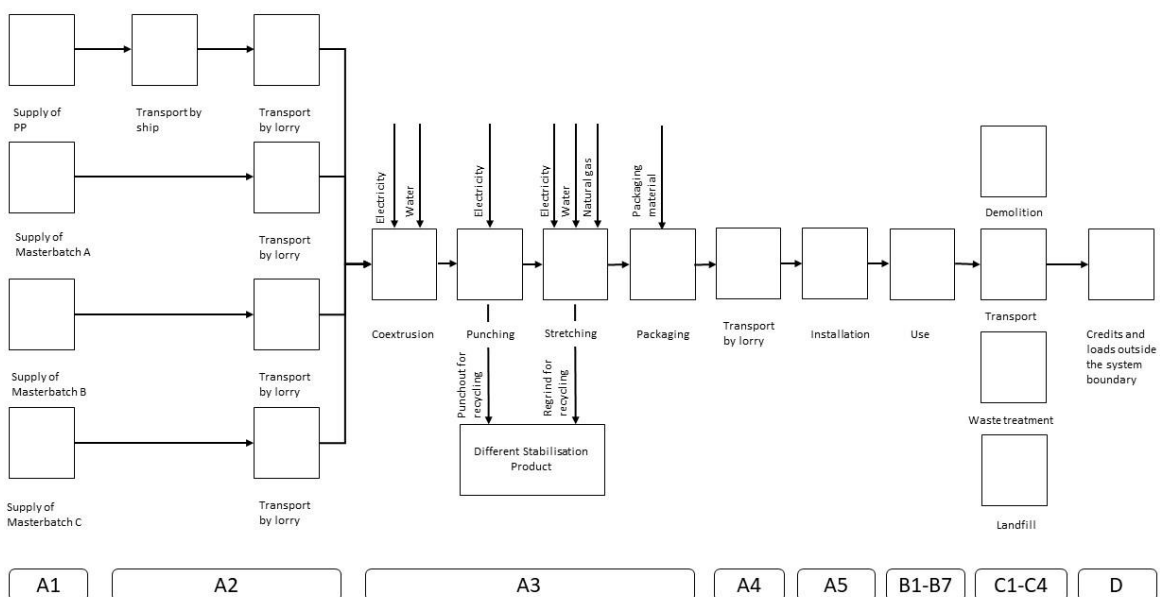 Supply of
PP
Transport by
ship
Transport
by lorry
Supply of
Masterbatch A
Transport
by lorry
Supply of
Masterbatch B
Transport
by lorry
Supply of
Masterbatch C
Transport
by lorry
Electricity
Water
Electricity
Electricity
Water
Natural gas
Packaging
material
Coextrusion
Punching
Stretching
Packaging
Transport
by lorry
Installation
Use
Punchout for
recycling
Regrind for
recycling
Different Stabilisation
Product
Demolition
Transport
Waste treatment
Landfill
Credits and
loads outside
the system
boundary
A1
A2
A3
A4
A5
B1-B7
C1-C4
D